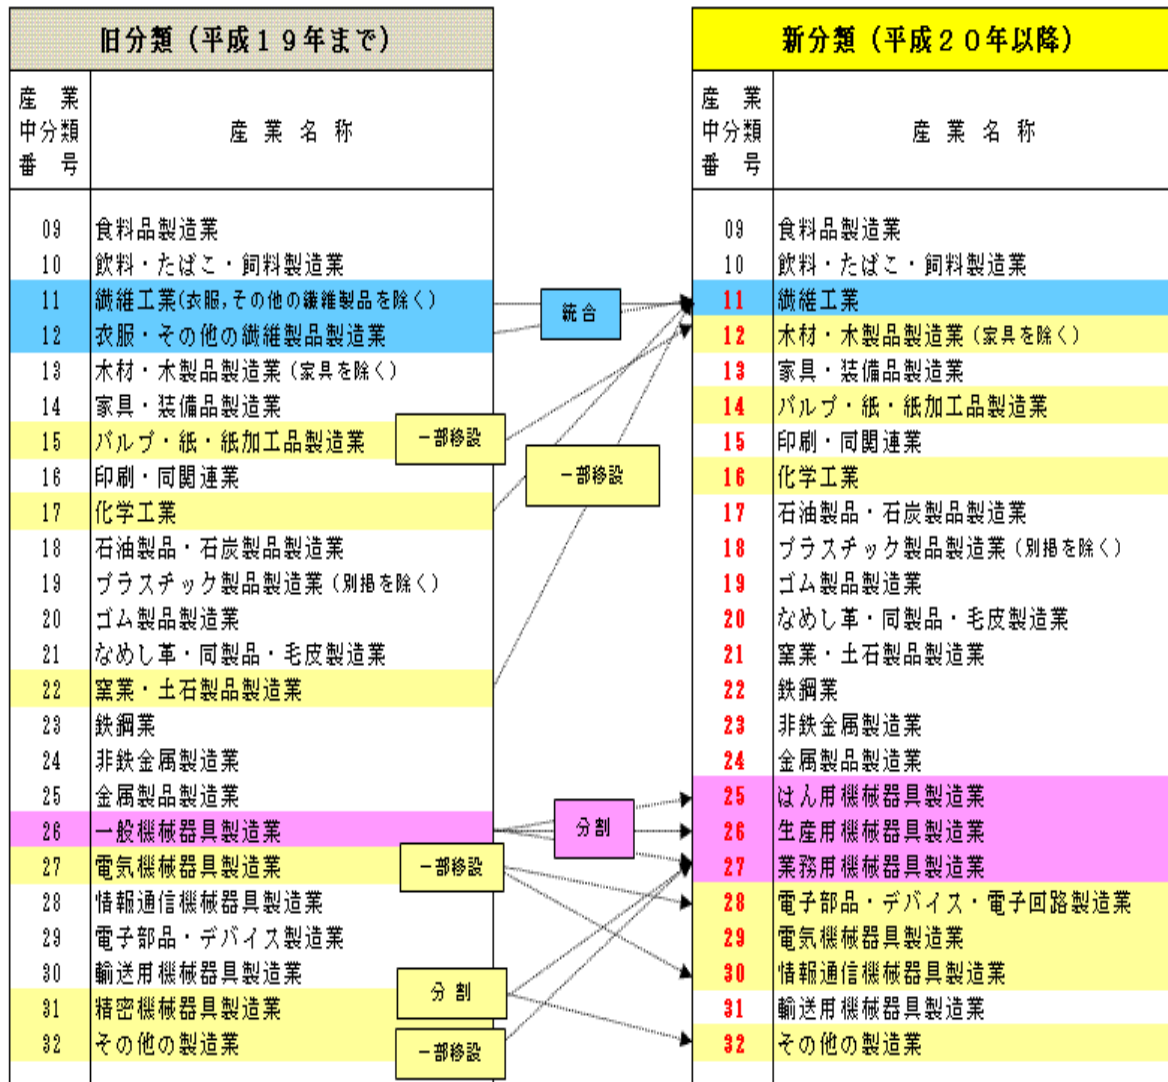 旧分類（平成１９年まで）
産 業
中分類
番 号
産 業 名 称
09 食料品製造業
10 飲料・たばこ・飼料製造業
11 繊維工業(衣服,その他の繊維製品を除く)
12 衣服・その他の繊維製品製造業
13 木材・木製品製造業（家具を除く）
14 家具・装備品製造業
15 パルプ・紙・紙加工品製造業
16 印刷・同関連業
17 化学工業
18 石油製品・石炭製品製造業
19 プラスチック製品製造業（別掲を除く）
20 ゴム製品製造業
21 なめし革・同製品・毛皮製造業
22 窯業・土石製品製造業
23 鉄鋼業
24 非鉄金属製造業
25 金属製品製造業
26 一般機械器具製造業
27 電気機械器具製造業
28 情報通信機械器具製造業
29 電子部品・デバイス製造業
30 輸送用機械器具製造業
31 精密機械器具製造業
32 その他の製造業
統合
一部移設
一部移設
分割
一部移設
分割
一部移設
新分類（平成２０年以降）
産 業
中分類
番 号
産 業 名 称
09 食料品製造業
10 飲料・たばこ・飼料製造業
11 繊維工業
12 木材・木製品製造業（家具を除く）
13 家具・装備品製造業
14 パルプ・紙・紙加工品製造業
15 印刷・同関連業
16 化学工業
17 石油製品・石炭製品製造業
18 プラスチック製品製造業（別掲を除く）
19 ゴム製品製造業
20 なめし革・同製品・毛皮製造業
21 窯業・土石製品製造業
22 鉄鋼業
23 非鉄金属製造業
24 金属製品製造業
25 はん用機械器具製造業
26 生産用機械器具製造業
27 業務用機械器具製造業
28 電子部品・デバイス・電子回路製造業
29 電気機械器具製造業
30 情報通信機械器具製造業
31 輸送用機械器具製造業
32 その他の製造業